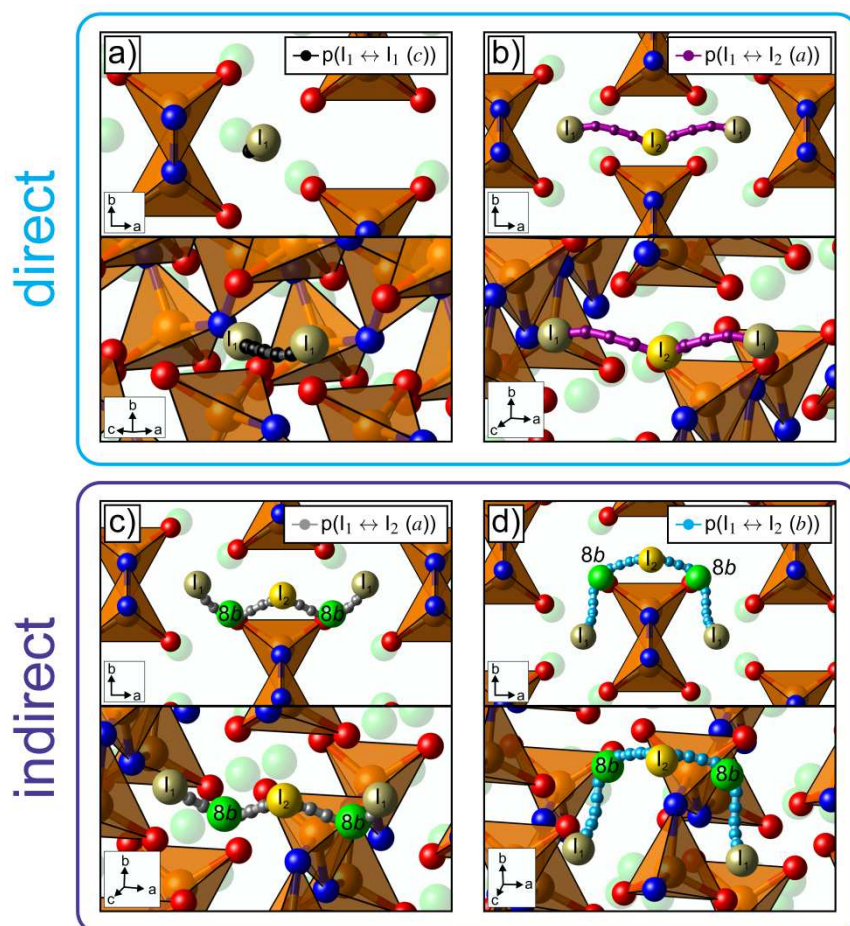 direct
a)
p(I₁ ↔ I₁ (c))
I₁
b
a
I₁
I₁
b
c
a
b)
p(I₁ ↔ I₂ (a))
I₁
I₂
I₁
b
a
I₁
I₂
I₁
b
c
a
indirect
c)
p(I₁ ↔ I₂ (a))
I₁
I₂
I₁
8b
8b
b
a
I₁
I₂
I₁
8b
8b
b
c
a
d)
p(I₁ ↔ I₂ (b))
8b
I₂
8b
I₁
I₁
b
a
8b
I₂
8b
I₁
I₁
b
c
a